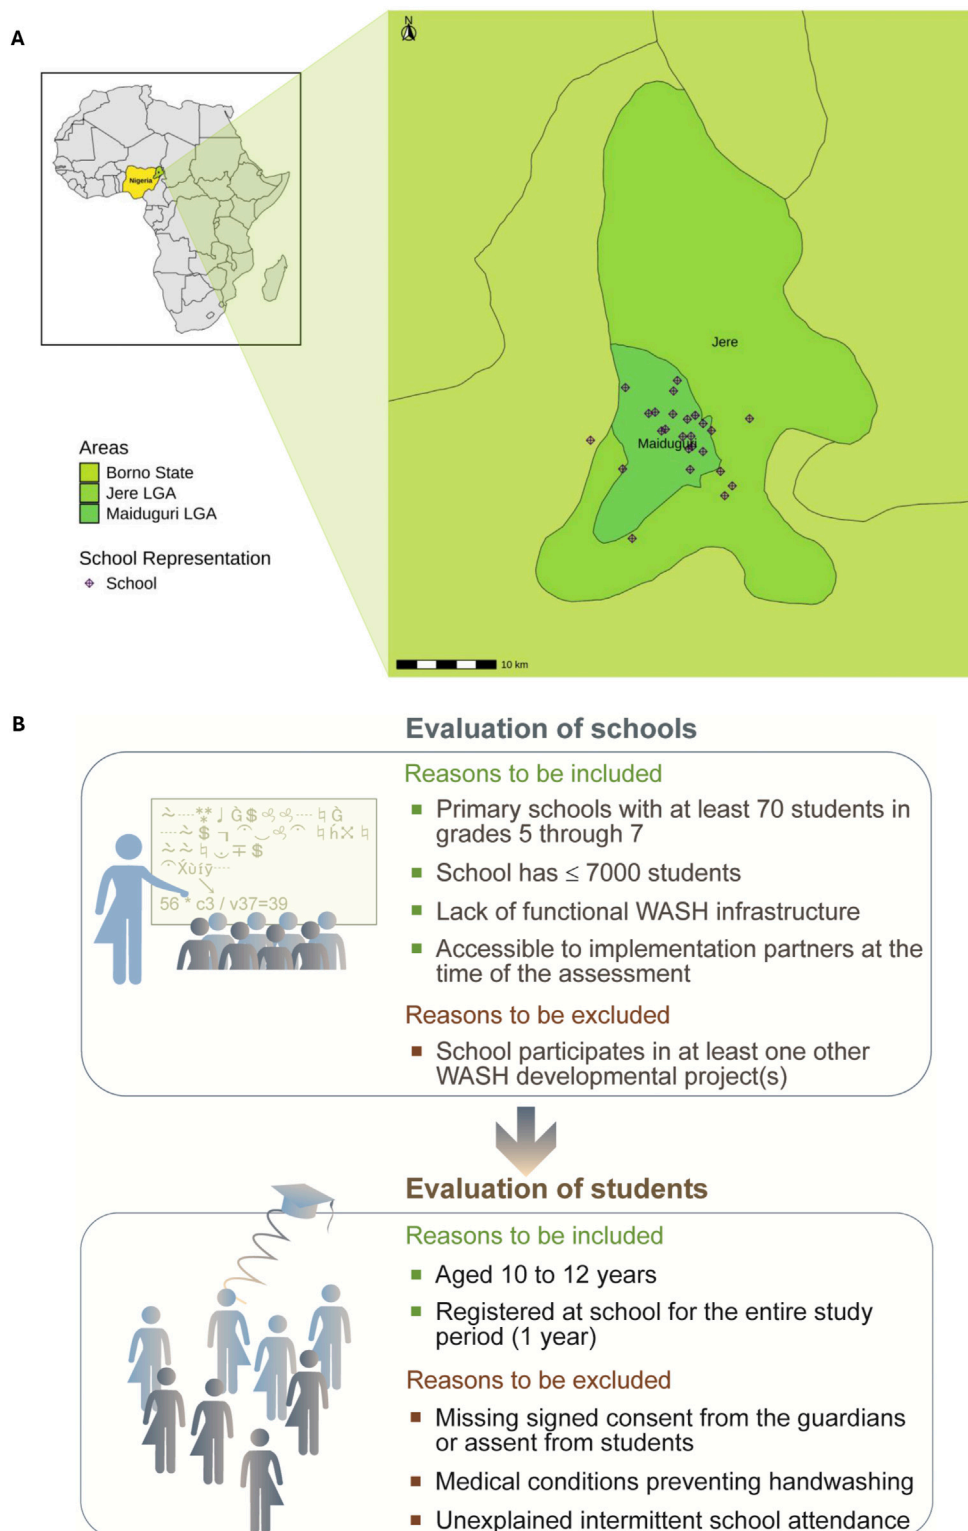 A
N
Nigeria
Jere
Maiduguri
Areas
Borno State
Jere LGA
Maiduguri LGA
School Representation
School
10 km
B
Evaluation of schools
Reasons to be included
Primary schools with at least 70 students in
grades 5 through 7
School has ≤ 7000 students
Lack of functional WASH infrastructure
Accessible to implementation partners at the
time of the assessment
Reasons to be excluded
School participates in at least one other
WASH developmental project(s)
56 * c3 / v37=39
Evaluation of students
Reasons to be included
Aged 10 to 12 years
Registered at school for the entire study
period (1 year)
Reasons to be excluded
Missing signed consent from the guardians
or assent from students
Medical conditions preventing handwashing
Unexplained intermittent school attendance